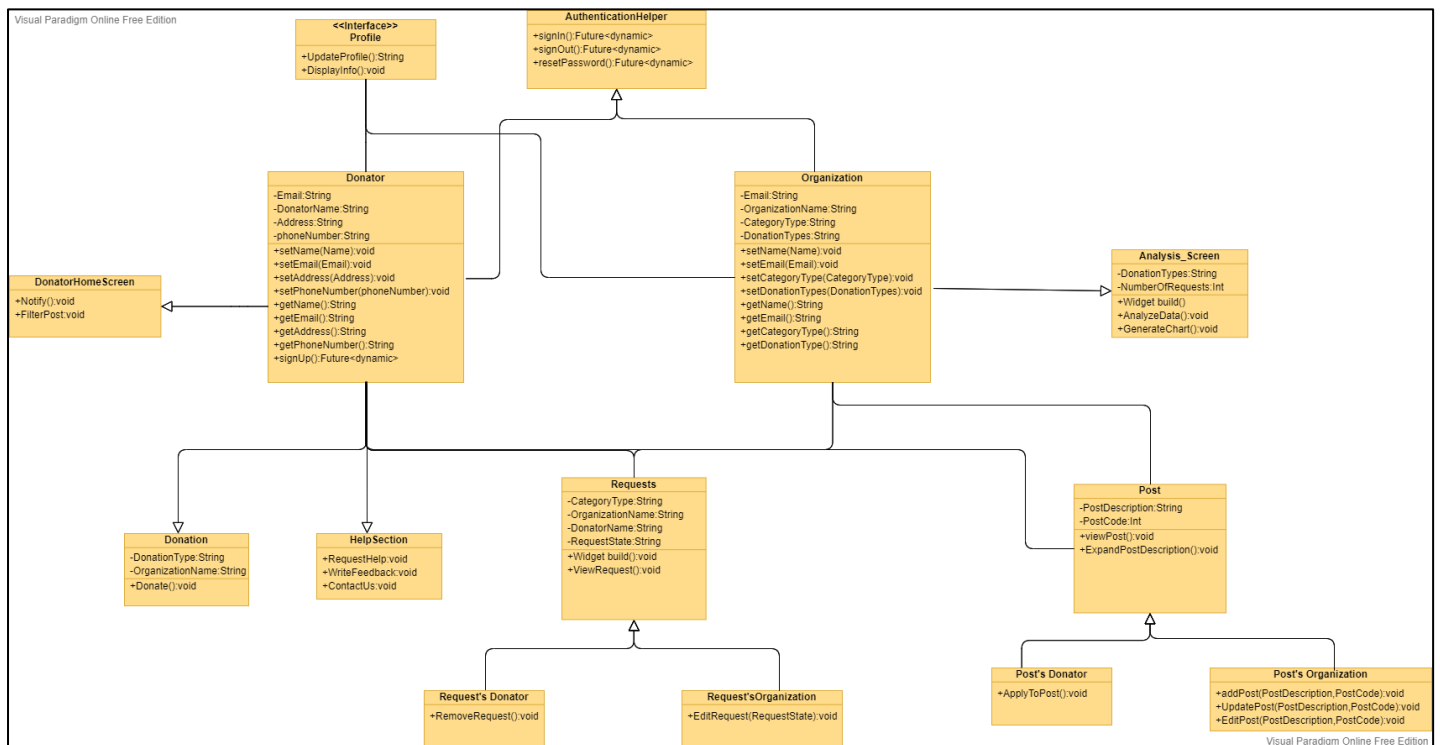 Visual Paradigm Online Free Edition
<<Interface>>
Profile
+UpdateProfile():String
+DisplayInfo():void
AuthenticationHelper
+signIn():Future<dynamic>
+signOut():Future<dynamic>
+resetPassword():Future<dynamic>
Donator
-Email:String
-DonatorName:String
-Address:String
-phoneNumber:String
+setName(Name):void
+setEmail(Email):void
+setAddress(Address):void
+setPhoneNumber(phoneNumber):void
+getName():String
+getEmail():String
+getAddress():String
+getPhoneNumber():String
+signUp():Future<dynamic>
Organization
-Email:String
-OrganizationName:String
-CategoryType:String
-DonationTypes:String
+setName(Name):void
+setEmail(Email):void
+setCategoryType(CategoryType):void
+setDonationTypes(DonationTypes):void
+getName():String
+getEmail():String
+getCategoryType():String
+getDonationType():String
DonatorHomeScreen
+Notify():void
+FilterPost:void
Analysis_Screen
-DonationTypes:String
-NumberOfRequests:Int
+Widget build()
+AnalyzeData():void
+GenerateChart():void
Donation
-DonationType:String
-OrganizationName:String
+Donate():void
HelpSection
+RequestHelp:void
+WriteFeedback:void
+ContactUs:void
Requests
-CategoryType:String
-OrganizationName:String
-DonatorName:String
-RequestState:String
+Widget build():void
+ViewRequest():void
Post
-PostDescription:String
-PostCode:Int
+viewPost():void
+ExpandPostDescription():void
Request's Donator
+RemoveRequest():void
Request'sOrganization
+EditRequest(RequestState):void
Post's Donator
+ApplyToPost():void
Post's Organization
+addPost(PostDescription,PostCode):void
+UpdatePost(PostDescription,PostCode):void
+EditPost(PostDescription,PostCode):void
Visual Paradigm Online Free Edition